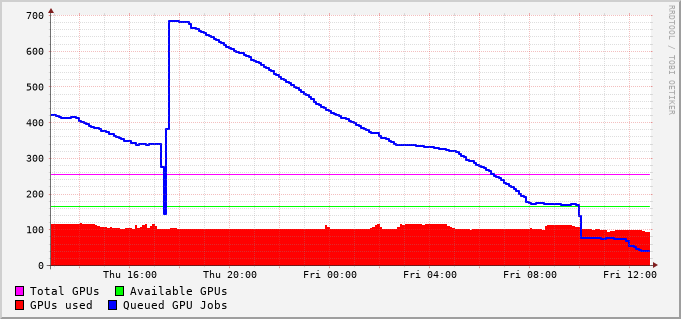 700
600
500
400
300
200
100
0
Thu 16:00 Thu 20:00 Fri 00:00 Fri 04:00 Fri 08:00 Fri 12:00
Total GPUs Available GPUs
GPUs used Queued GPU Jobs
RRDTOOL / TOBI OETIKER